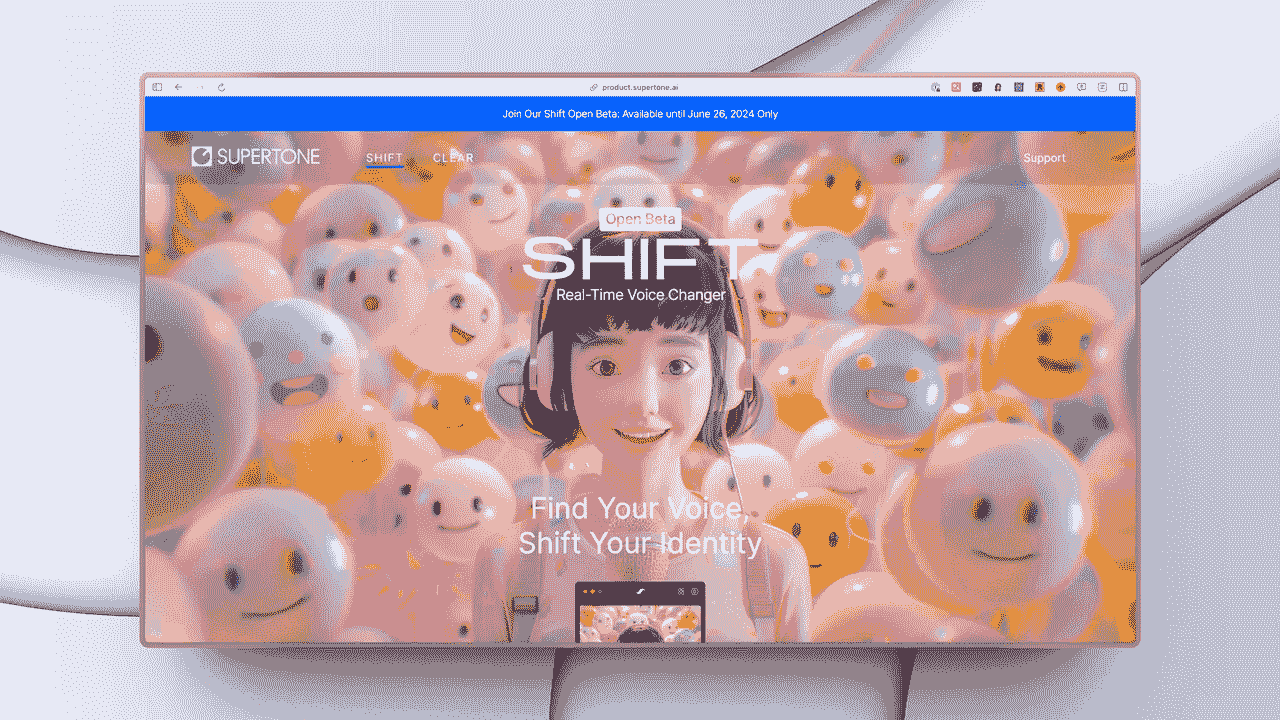 product.supertone.ai
Join Our Shift Open Beta: Available until June 26, 2024 Only
SUPERTONE
SHIFT
CLEAR
Support
Open Beta
SHIFT
Real-Time Voice Changer
Find Your Voice,
Shift Your Identity